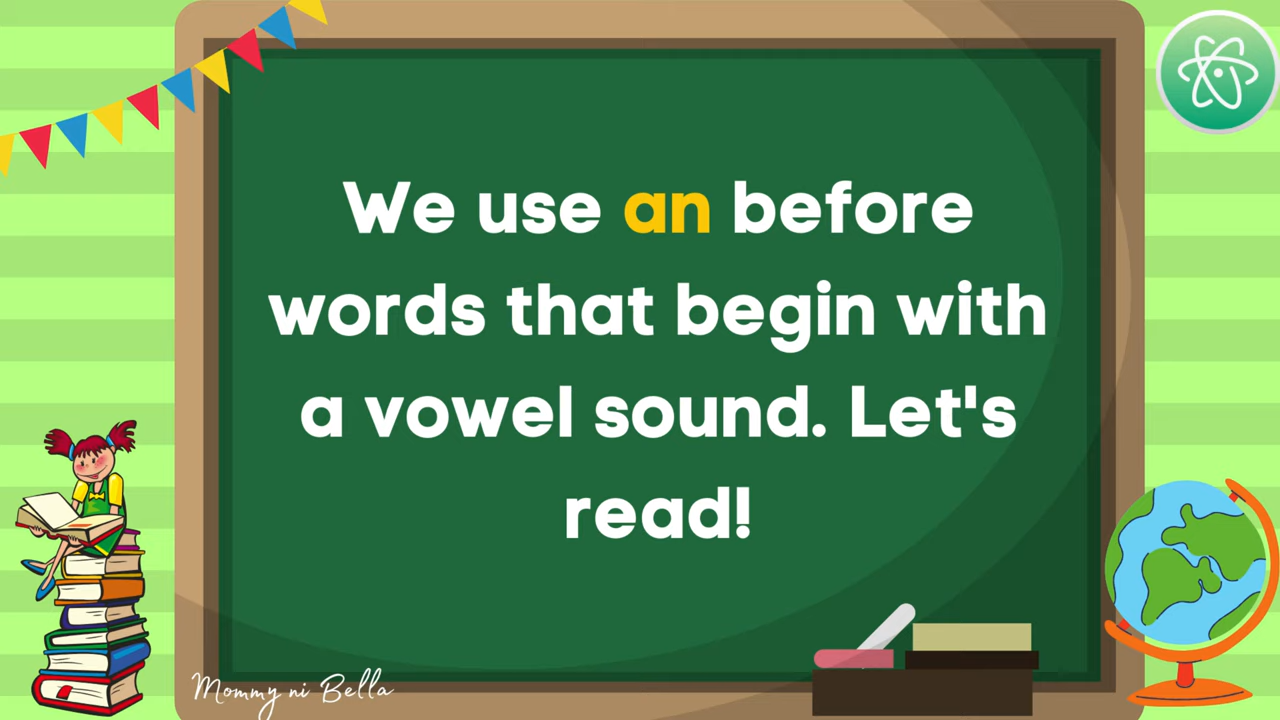 We use an before
words that begin with
a vowel sound. Let's
read!
Mommy ni Bella